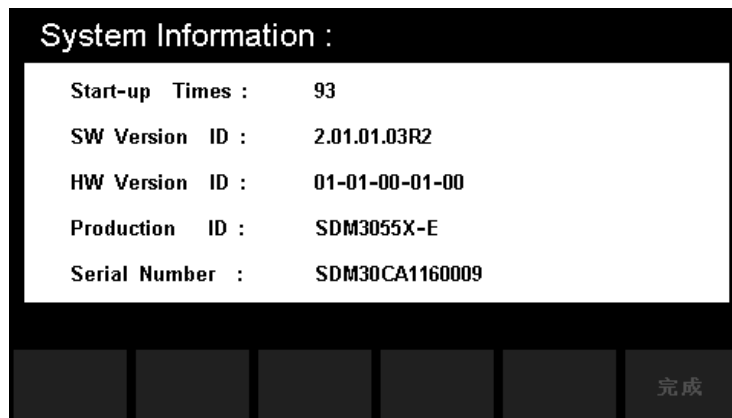 System Information :
Start-up Times : 93
SW Version ID : 2.01.01.03R2
HW Version ID : 01-01-00-01-00
Production ID : SDM3055X-E
Serial Number : SDM30CA1160009
完成